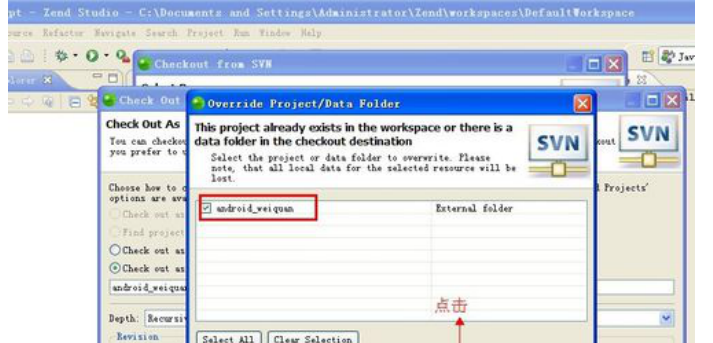 pt - Zend Studio - C:\Documents and Settings\Administrator\Zend\workspaces\DefaultWorkspace
Refactor Navigate Search Project Run Window Help
Checkout from SVN
Jav
Check Out
Override Project/Data Folder
Check Out As
You can checkou
you prefer to u
This project already exists in the workspace or there is a
data folder in the checkout destination
Select the project or data folder to overwrite. Please
note, that all local data for the selected resource will be
lost.
SVN
out
SVN
Choose how to c
options are ava
d Projects'
Check out as
Find project
Check out as
Check out as
android_weiquan
External folder
android_weiqua
点击
Depth:
Recursiv
Revision
Select All
Clear Selection